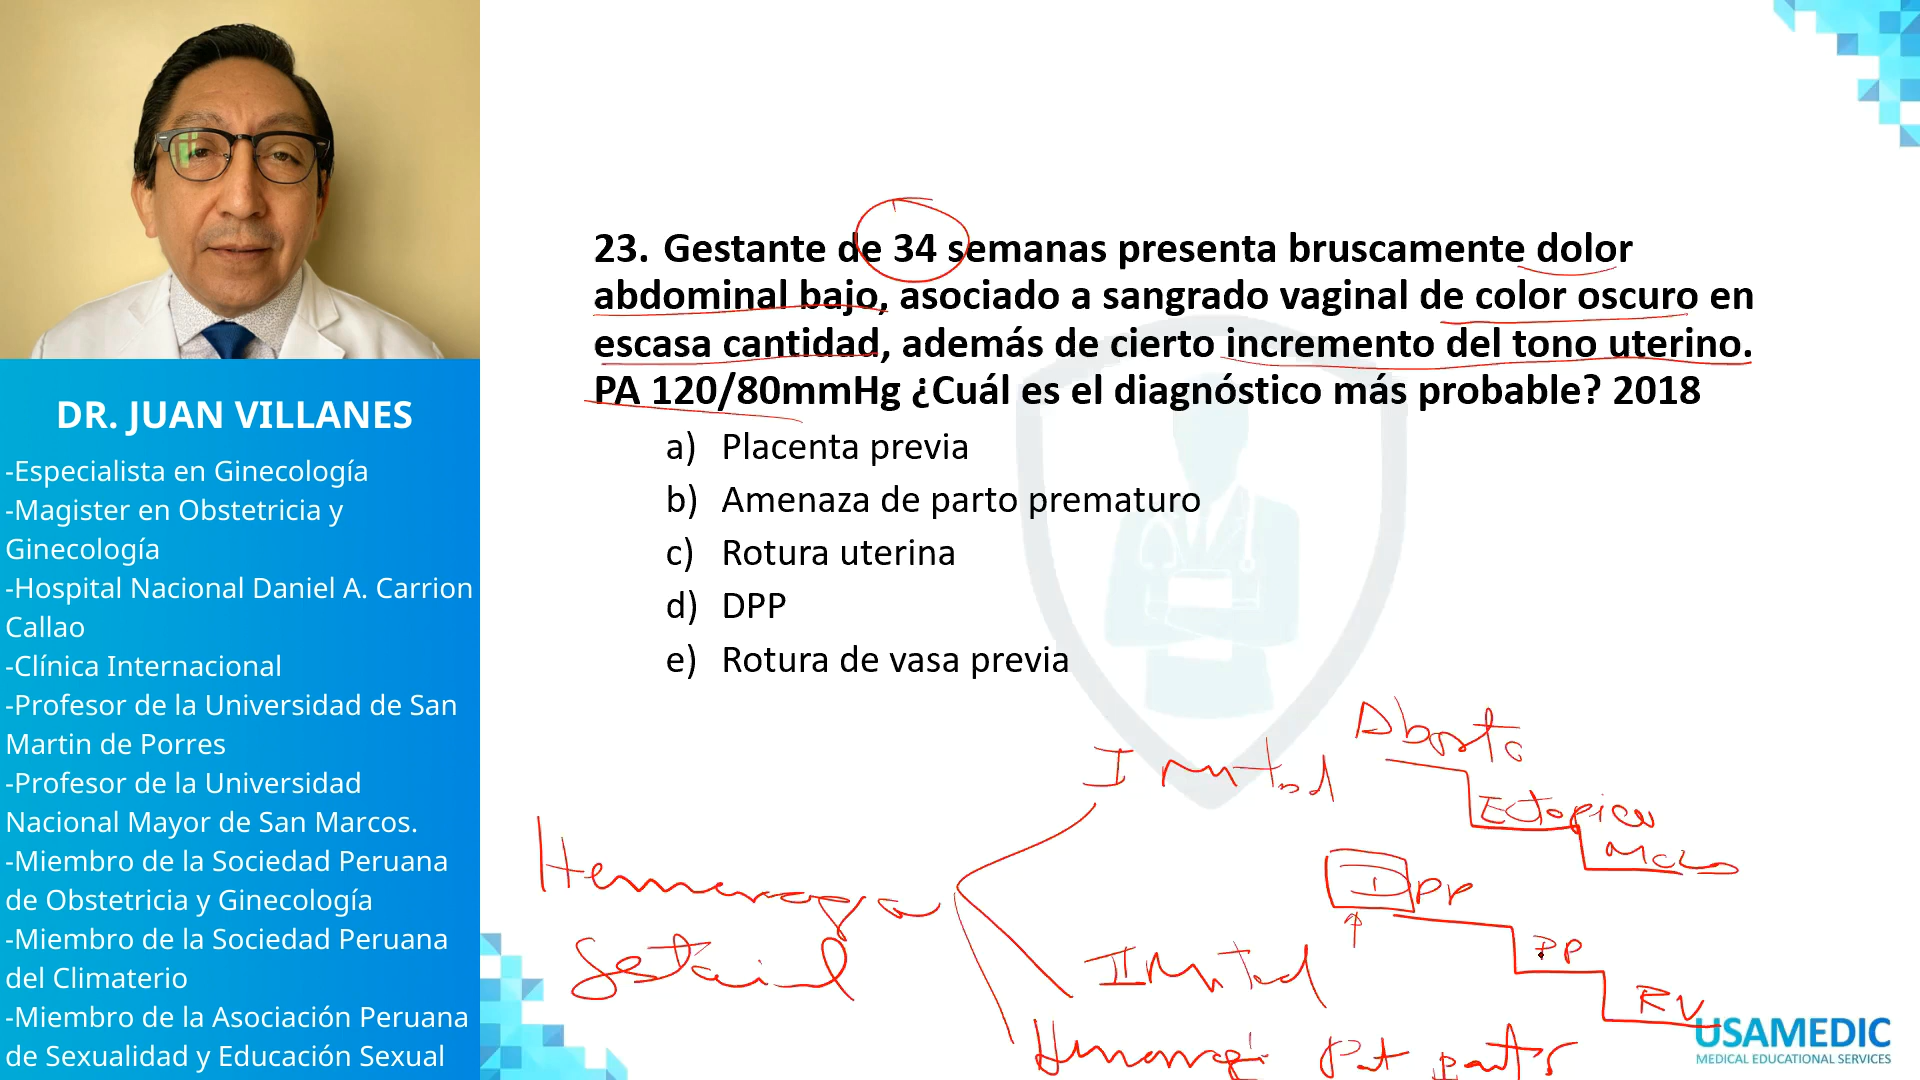 DR. JUAN VILLANES
-Especialista en Ginecología
-Magister en Obstetricia y
Ginecología
-Hospital Nacional Daniel A. Carrion
Callao
-Clínica Internacional
-Profesor de la Universidad de San
Martin de Porres
-Profesor de la Universidad
Nacional Mayor de San Marcos.
-Miembro de la Sociedad Peruana
de Obstetricia y Ginecología
-Miembro de la Sociedad Peruana
del Climaterio
-Miembro de la Asociación Peruana
de Sexualidad y Educación Sexual
23. Gestante de 34 semanas presenta bruscamente dolor
abdominal bajo, asociado a sangrado vaginal de color oscuro en
escasa cantidad, además de cierto incremento del tono uterino.
PA 120/80mmHg ¿Cuál es el diagnóstico más probable? 2018
a) Placenta previa
b) Amenaza de parto prematuro
c) Rotura uterina
d) DPP
e) Rotura de vasa previa
Aborto
I mitad
Ectopico
DPP
PP
II mitad
RU
USAMEDIC
MEDICAL EDUCATIONAL SERVICES